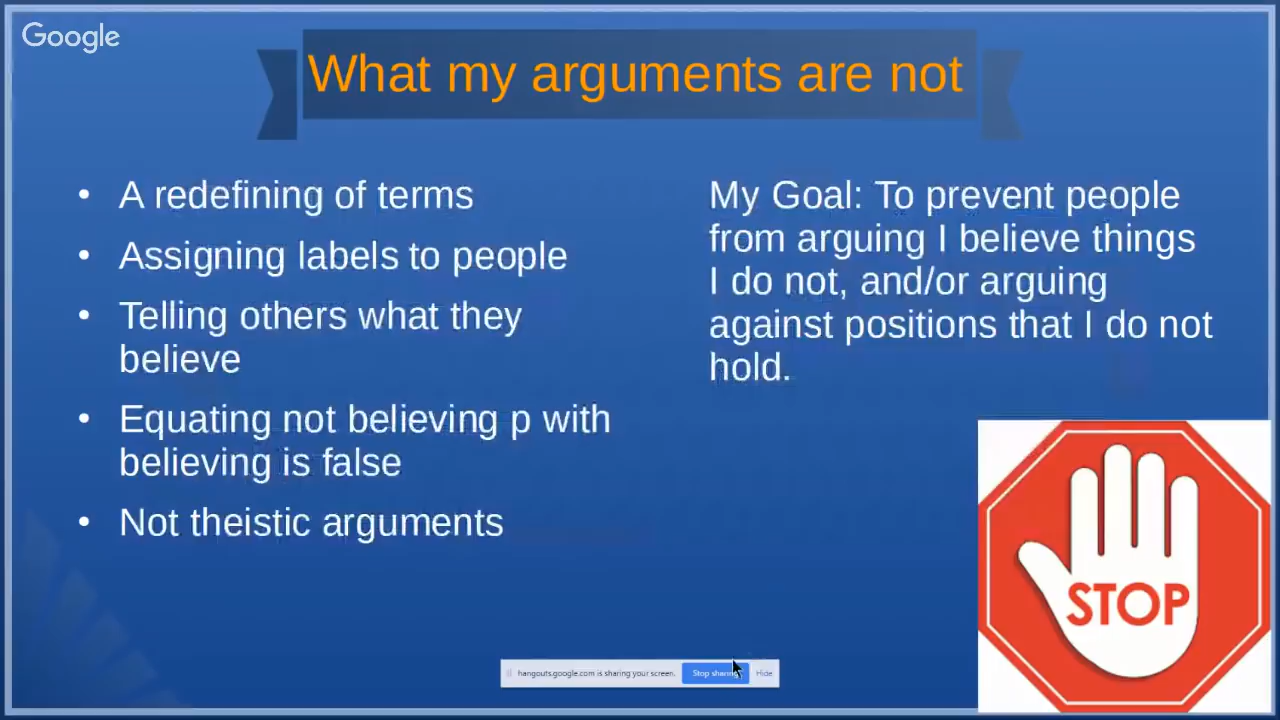 Google
What my arguments are not
• A redefining of terms
• Assigning labels to people
• Telling others what they
believe
• Equating not believing p with
believing is false
• Not theistic arguments
My Goal: To prevent people
from arguing I believe things
I do not, and/or arguing
against positions that I do not
hold.
STOP
hangouts.google.com is sharing your screen. Stop sharing Hide